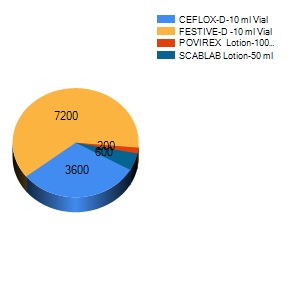 CEFLOX-D-10 ml Vial
FESTIVE-D -10 ml Vial
POVIREX Lotion-100..
SCABLAB Lotion-50 ml
7200
200
600
3600